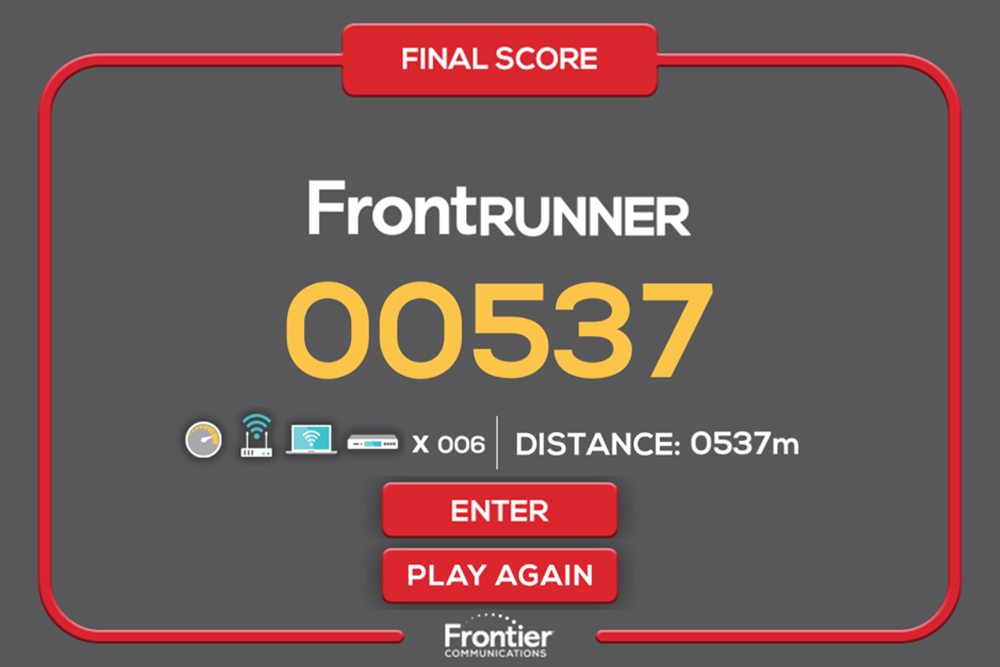 FINAL SCORE
FrontRUNNER
00537
X 006 DISTANCE: 0537m
ENTER
PLAY AGAIN
Frontier
COMMUNICATIONS